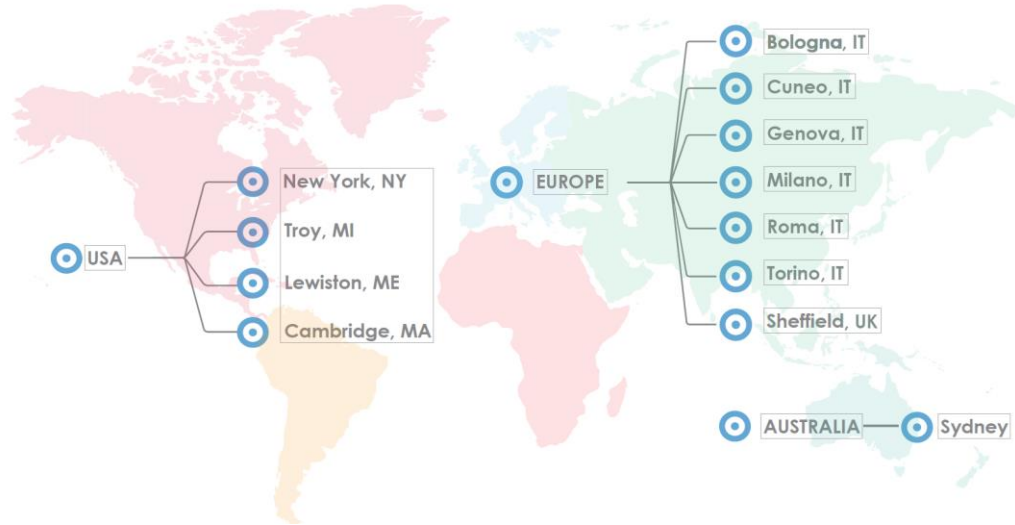 USA
New York, NY
Troy, MI
Lewiston, ME
Cambridge, MA
EUROPE
Bologna, IT
Cuneo, IT
Genova, IT
Milano, IT
Roma, IT
Torino, IT
Sheffield, UK
AUSTRALIA
Sydney